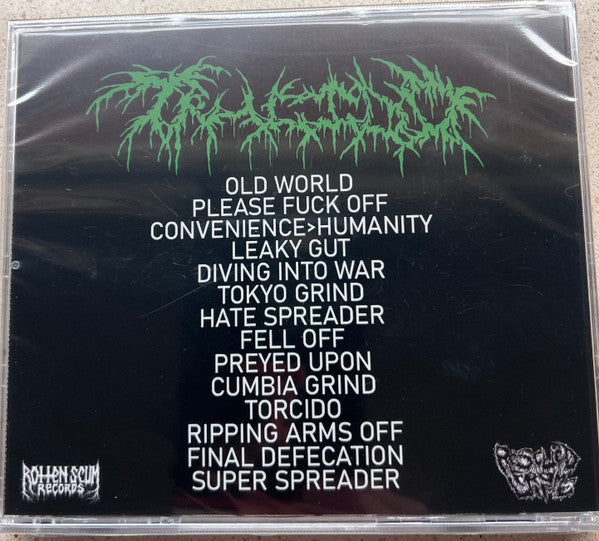 OLD WORLD
PLEASE FUCK OFF
CONVENIENCE>HUMANITY
LEAKY GUT
DIVING INTO WAR
TOKYO GRIND
HATE SPREADER
FELL OFF
PREYED UPON
CUMBIA GRIND
TORCIDO
RIPPING ARMS OFF
FINAL DEFECATION
SUPER SPREADER
ROTTEN SCUM
RECORDS